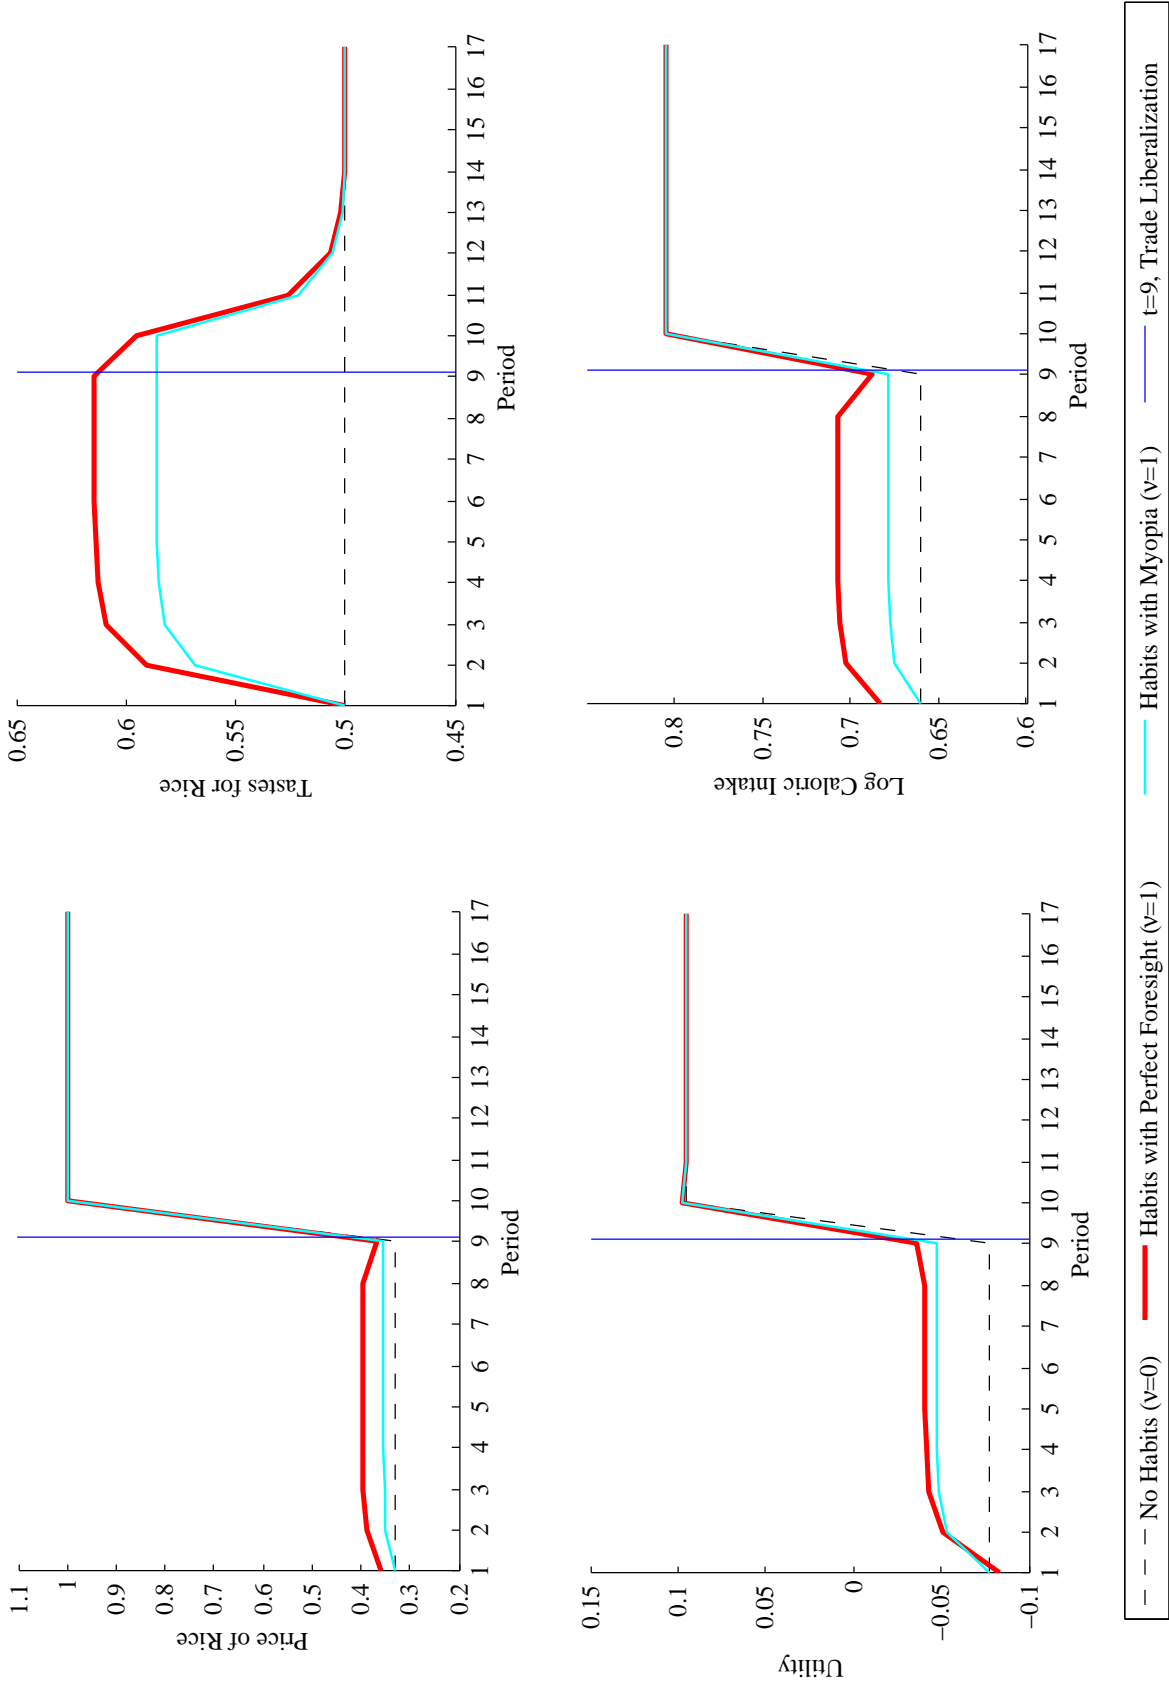 1.1
1
0.9
0.8
0.7
0.6
0.5
0.4
0.3
0.2
Price of Rice
1 2 3 4 5 6 7 8 9 10 11 12 13 14 15 16 17
Period
0.65
0.6
0.55
0.5
0.45
Tastes for Rice
1 2 3 4 5 6 7 8 9 10 11 12 13 14 15 16 17
Period
0.15
0.1
0.05
0
−0.05
−0.1
Utility
1 2 3 4 5 6 7 8 9 10 11 12 13 14 15 16 17
Period
0.8
0.75
0.7
0.65
0.6
Log Caloric Intake
1 2 3 4 5 6 7 8 9 10 11 12 13 14 15 16 17
Period
No Habits (ν=0)
Habits with Perfect Foresight (ν=1)
Habits with Myopia (ν=1)
t=9, Trade Liberalization